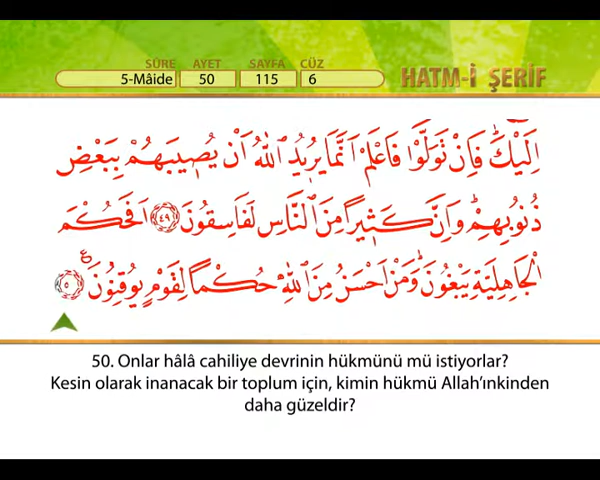 SÛRE AYET SAYFA CÜZ
5-Mâide 50 115 6
HATM-İ ŞERİF
اِلَيْكَۜ فَاِنْ تَوَلَّوْا فَاعْلَمْ اَنَّمَا يُر۪يدُ اللّٰهُ اَنْ يُص۪يبَهُمْ بِبَعْضِ
ذُنُوبِهِمْۜ وَاِنَّ كَث۪يرًا مِنَ النَّاسِ لَفَاسِقُونَ ﴿٤٩﴾ اَفَحُكْمَ
الْجَاهِلِيَّةِ يَبْغُونَۜ وَمَنْ اَحْسَنُ مِنَ اللّٰهِ حُكْمًا لِقَوْمٍ يُوقِنُونَ۟ ﴿٥٠﴾
50. Onlar hâlâ cahiliye devrinin hükmünü mü istiyorlar?
Kesin olarak inanacak bir toplum için, kimin hükmü Allah'ınkinden
daha güzeldir?